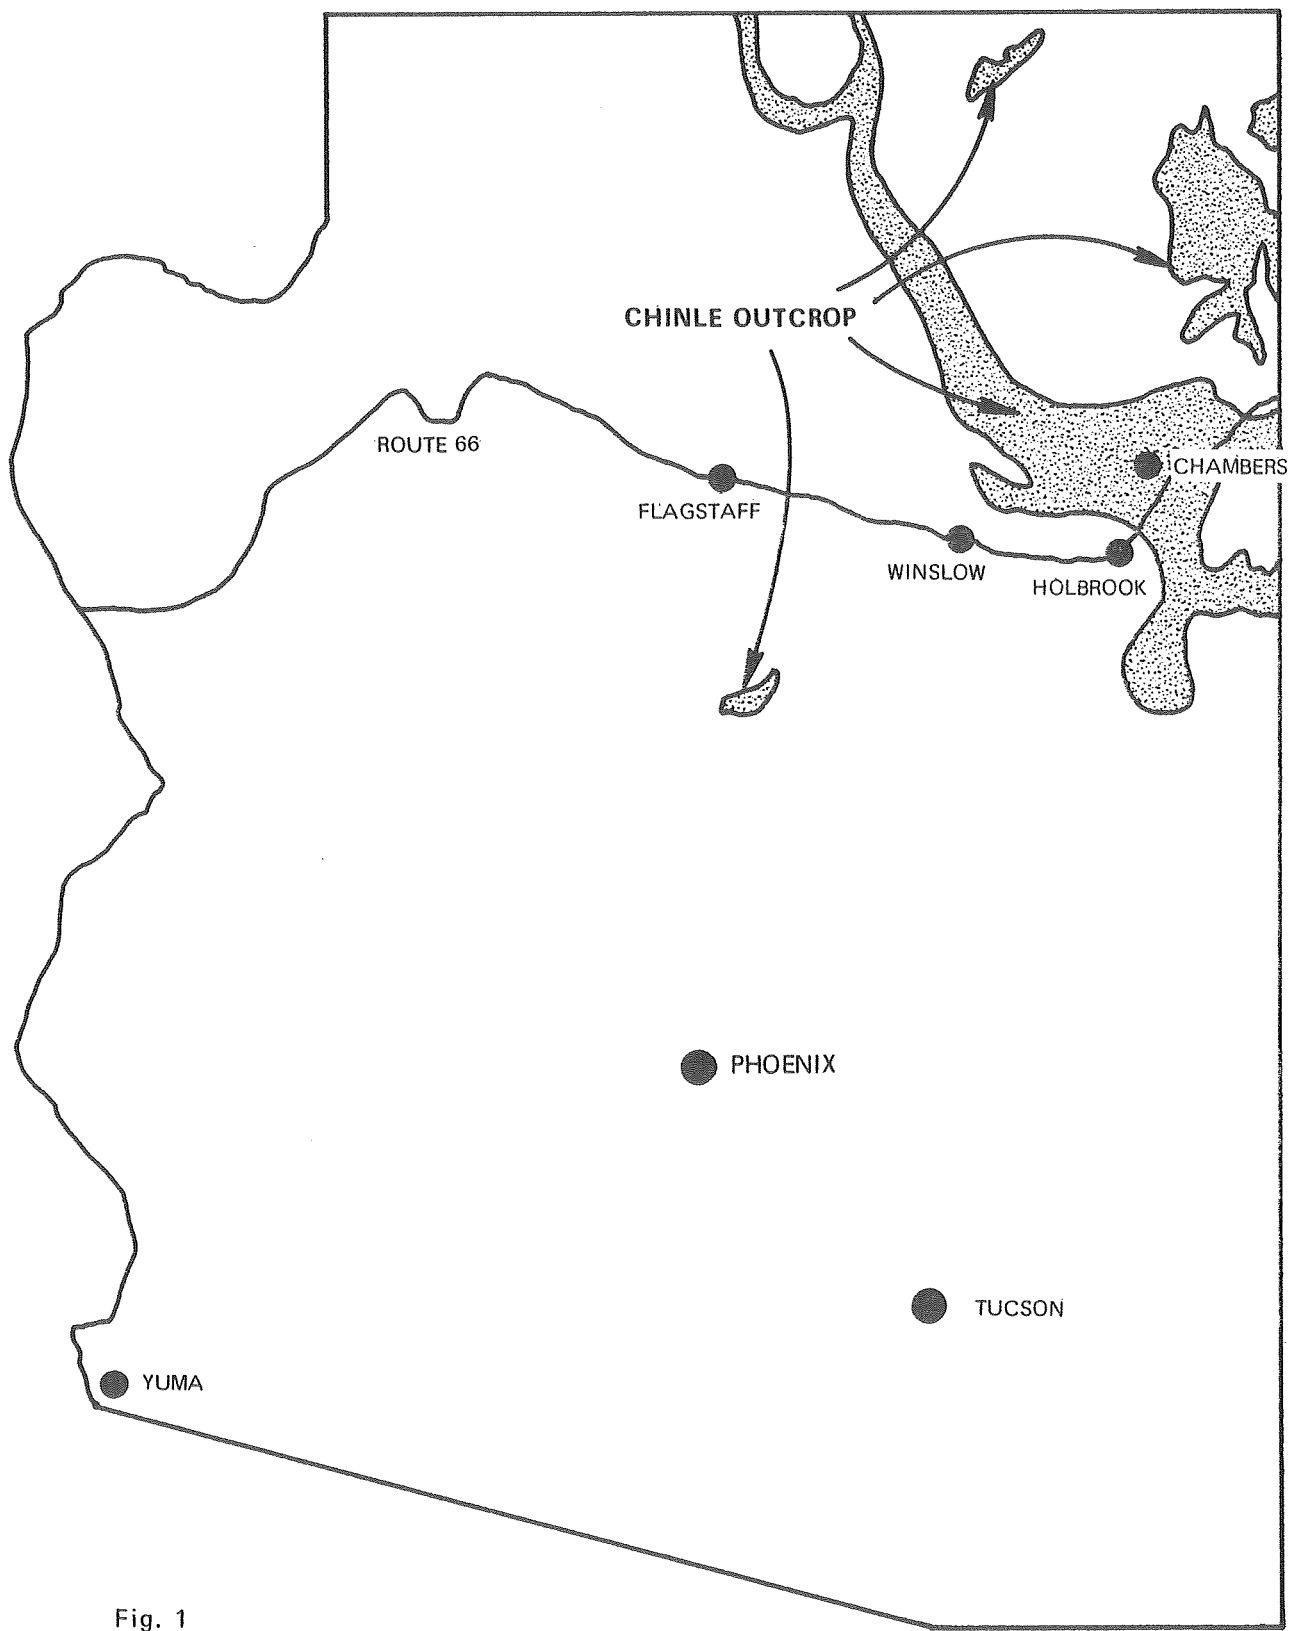 CHINLE OUTCROP
ROUTE 66
CHAMBERS
FLAGSTAFF
WINSLOW
HOLBROOK
PHOENIX
TUCSON
YUMA
Fig. 1